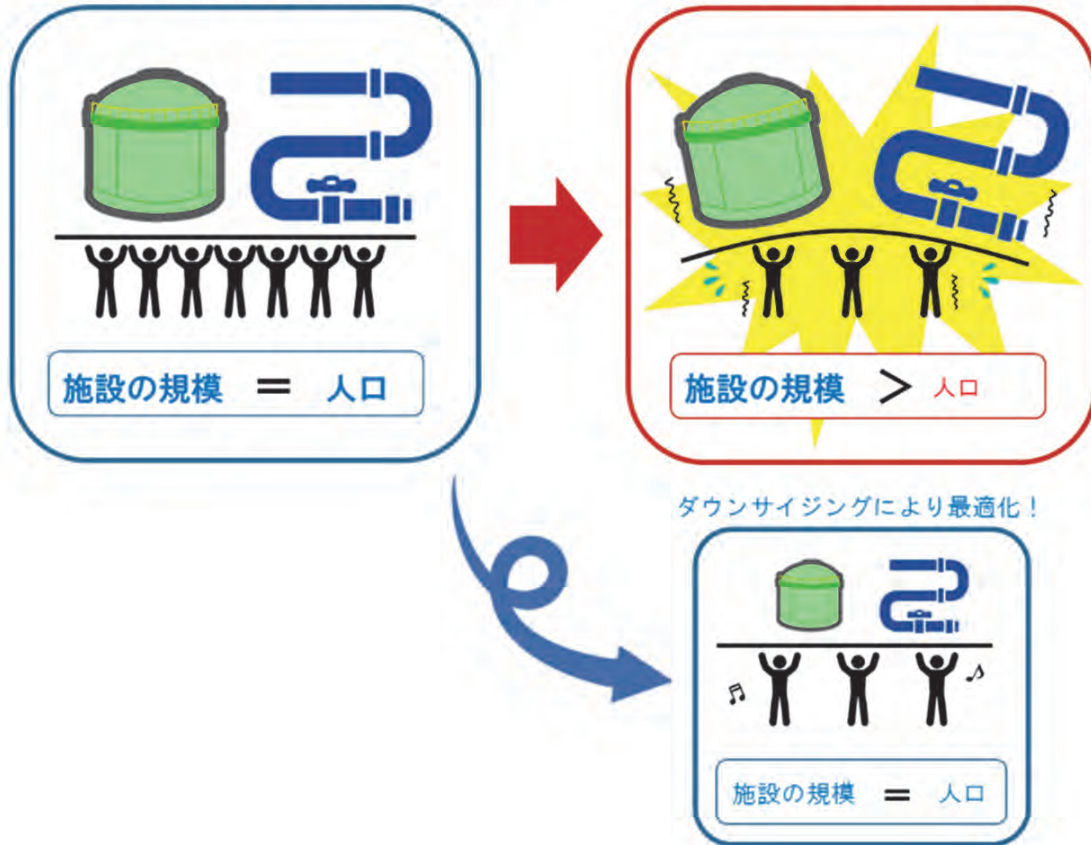 施設の規模 = 人口
施設の規模 > 人口
ダウンサイジングにより最適化！
施設の規模 = 人口